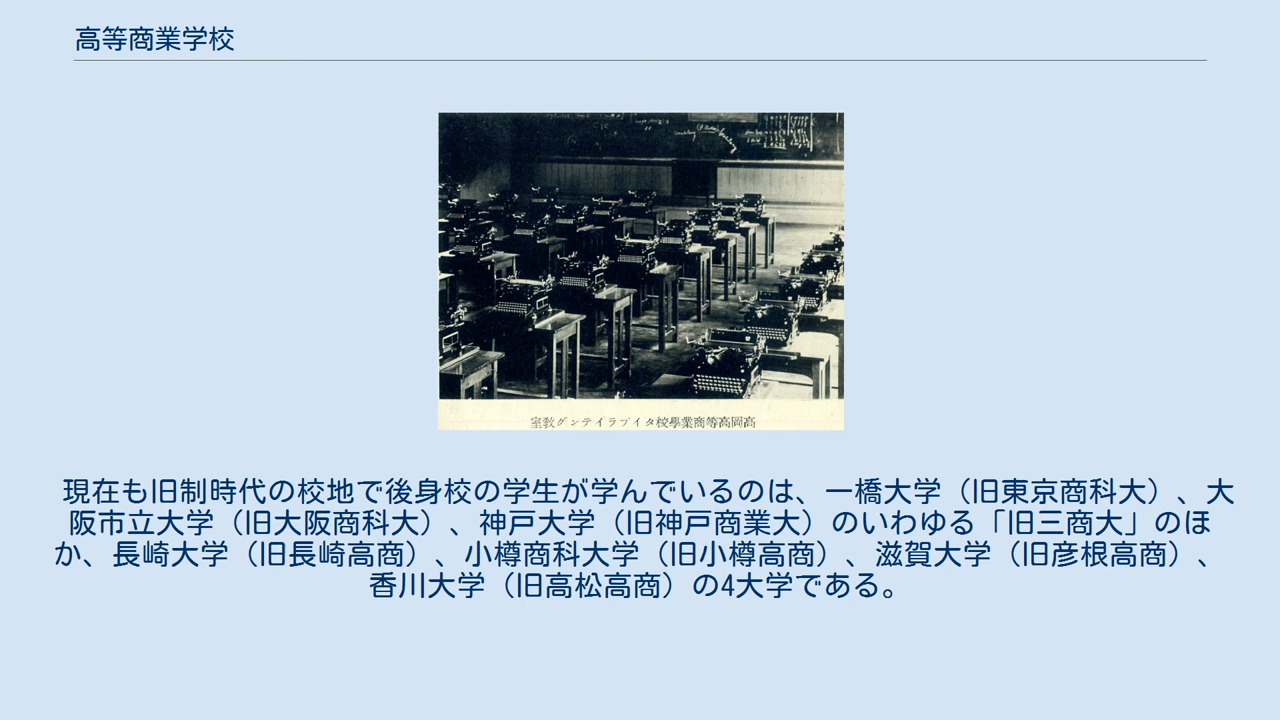 高等商業学校
室教グンテイラプイタ校學業商等高岡高
現在も旧制時代の校地で後身校の学生が学んでいるのは、一橋大学（旧東京商科大）、大
阪市立大学（旧大阪商科大）、神戸大学（旧神戸商業大）のいわゆる「旧三商大」のほ
か、長崎大学（旧長崎高商）、小樽商科大学（旧小樽高商）、滋賀大学（旧彦根高商）、
香川大学（旧高松高商）の4大学である。